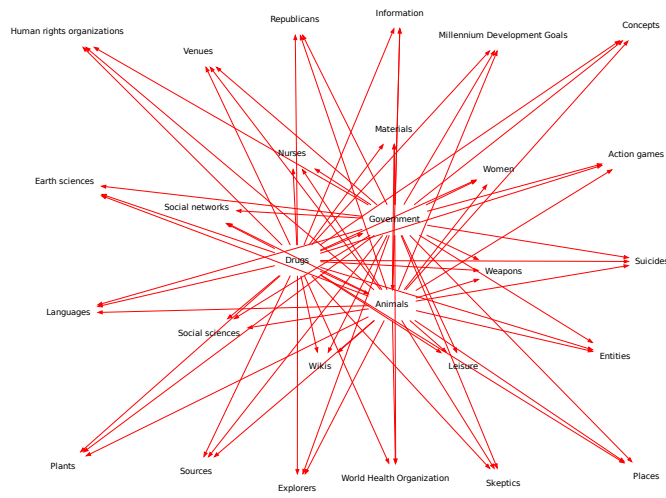 Information
Republicans
Concepts
Human rights organizations
Millennium Development Goals
Venues
Materials
Nurses
Action games
Women
Earth sciences
Social networks
Government
Drugs
Suicides
Weapons
Animals
Languages
Social sciences
Entities
Wikis
Leisure
Plants
Sources
World Health Organization
Places
Skeptics
Explorers